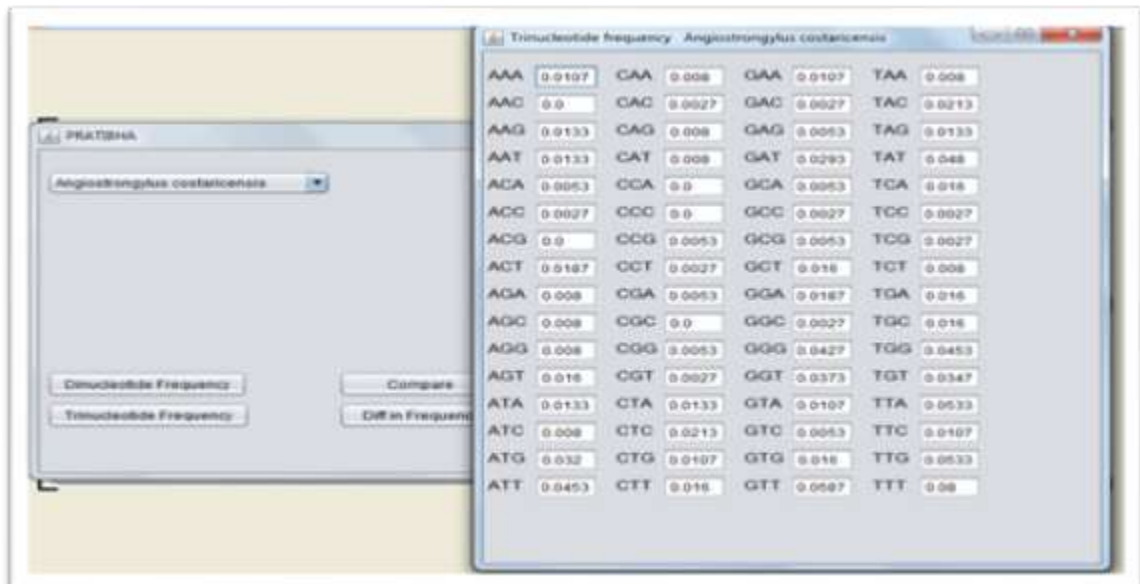 Trinucleotide frequency Angiostrongylus costaricensis
AAA 0.0107 CAA 0.008 GAA 0.0107 TAA 0.008
AAC 0.0 CAC 0.0027 GAC 0.0027 TAC 0.0213
AAG 0.0133 CAG 0.008 GAG 0.0053 TAG 0.0133
AAT 0.0133 CAT 0.008 GAT 0.0293 TAT 0.048
ACA 0.0053 CCA 0.0 GCA 0.0053 TCA 0.016
ACC 0.0027 CCC 0.0 GCC 0.0027 TCC 0.0027
ACG 0.0 CCG 0.0053 GCG 0.0053 TCG 0.0027
ACT 0.0187 CCT 0.0027 GCT 0.016 TCT 0.008
AGA 0.008 CGA 0.0053 GGA 0.0187 TGA 0.016
AGC 0.008 CGC 0.0 GGC 0.0027 TGC 0.016
AGG 0.008 CGG 0.0053 GGG 0.0427 TGG 0.0453
AGT 0.016 CGT 0.0027 GGT 0.0373 TGT 0.0347
ATA 0.0133 CTA 0.0133 GTA 0.0107 TTA 0.0533
ATC 0.008 CTC 0.0213 GTC 0.0053 TTC 0.0107
ATG 0.032 CTG 0.0107 GTG 0.016 TTG 0.0533
ATT 0.0453 CTT 0.016 GTT 0.0587 TTT 0.08
PRATIBHA
Angiostrongylus costaricensis
Dinucleotide Frequency Compare
Trinucleotide Frequency Diff in Frequenc